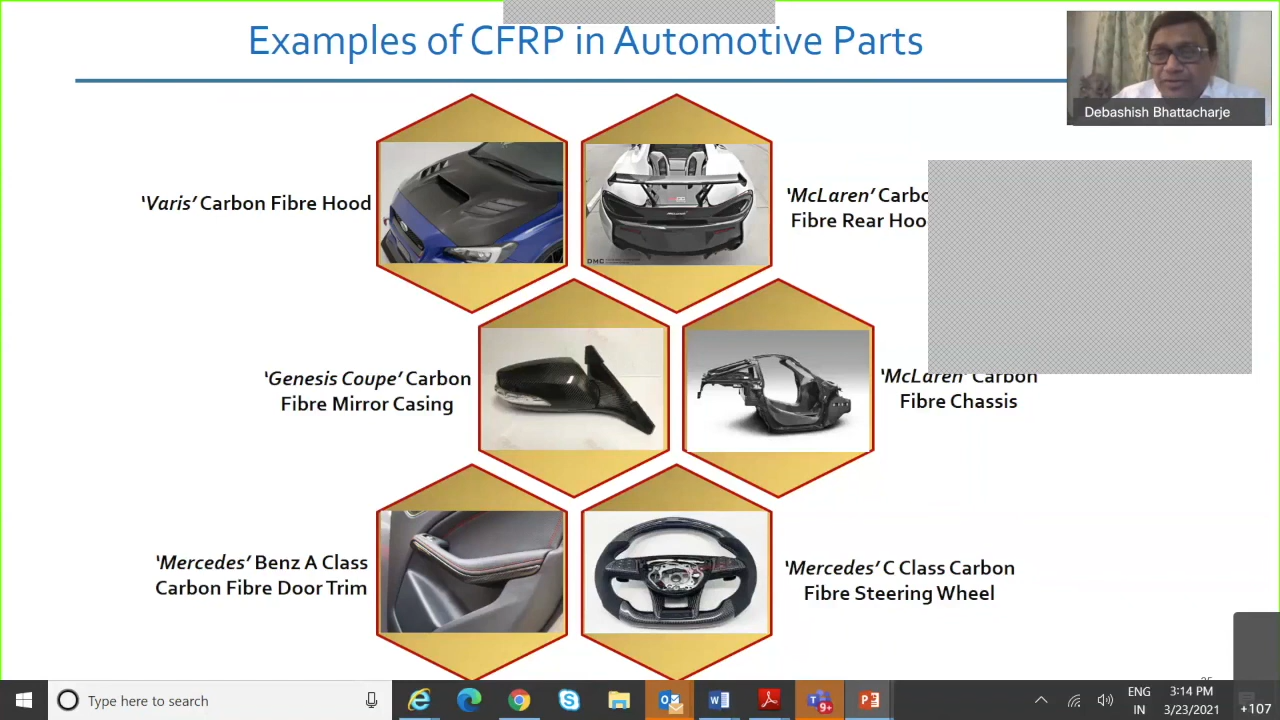 Examples of CFRP in Automotive Parts
Debashish Bhattacharje
‘Varis’ Carbon Fibre Hood
‘McLaren’
Fibre Rear
DMC
‘Genesis Coupe’ Carbon
Fibre Mirror Casing
‘McLaren’ Carbon
Fibre Chassis
‘Mercedes’ Benz A Class
Carbon Fibre Door Trim
‘Mercedes’ C Class Carbon
Fibre Steering Wheel
Type here to search
9+
ENG
IN
3:14 PM
3/23/2021
+107